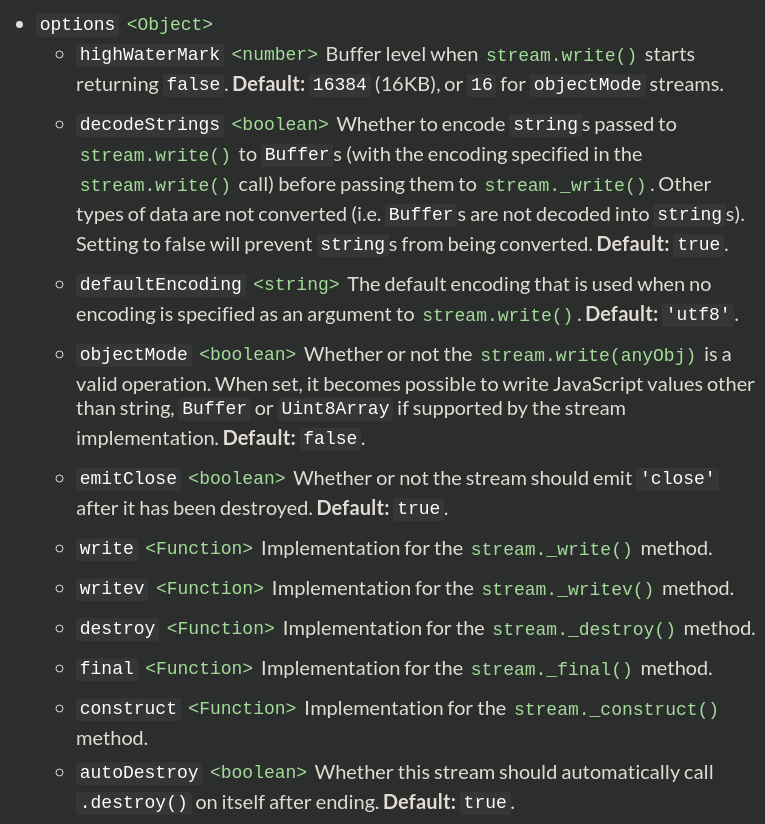 options <Object>
highWaterMark <number> Buffer level when stream.write() starts
returning false. Default: 16384 (16KB), or 16 for objectMode streams.
decodeStrings <boolean> Whether to encode strings passed to
stream.write() to Buffers (with the encoding specified in the
stream.write() call) before passing them to stream._write(). Other
types of data are not converted (i.e. Buffers are not decoded into strings).
Setting to false will prevent strings from being converted. Default: true.
defaultEncoding <string> The default encoding that is used when no
encoding is specified as an argument to stream.write(). Default: 'utf8'.
objectMode <boolean> Whether or not the stream.write(anyObj) is a
valid operation. When set, it becomes possible to write JavaScript values other
than string, Buffer or Uint8Array if supported by the stream
implementation. Default: false.
emitClose <boolean> Whether or not the stream should emit 'close'
after it has been destroyed. Default: true.
write <Function> Implementation for the stream._write() method.
writev <Function> Implementation for the stream._writev() method.
destroy <Function> Implementation for the stream._destroy() method.
final <Function> Implementation for the stream._final() method.
construct <Function> Implementation for the stream._construct()
method.
autoDestroy <boolean> Whether this stream should automatically call
.destroy() on itself after ending. Default: true.